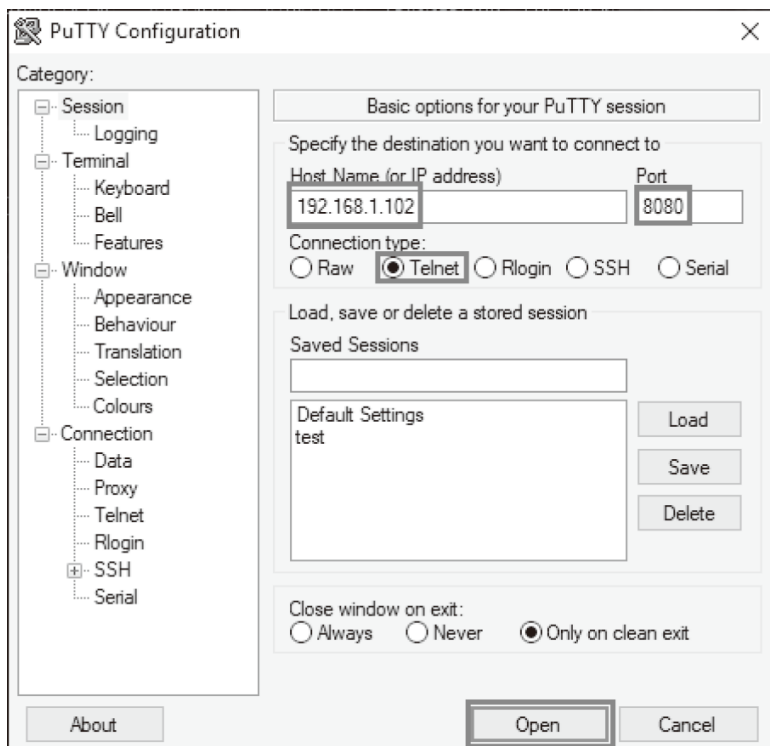 PuTTY Configuration
Category:
Session
Logging
Terminal
Keyboard
Bell
Features
Window
Appearance
Behaviour
Translation
Selection
Colours
Connection
Data
Proxy
Telnet
Rlogin
SSH
Serial
Basic options for your PuTTY session
Specify the destination you want to connect to
Host Name (or IP address) Port
192.168.1.102 8080
Connection type:
Raw Telnet Rlogin SSH Serial
Load, save or delete a stored session
Saved Sessions
Default Settings
test
Load
Save
Delete
Close window on exit:
Always Never Only on clean exit
About Open Cancel